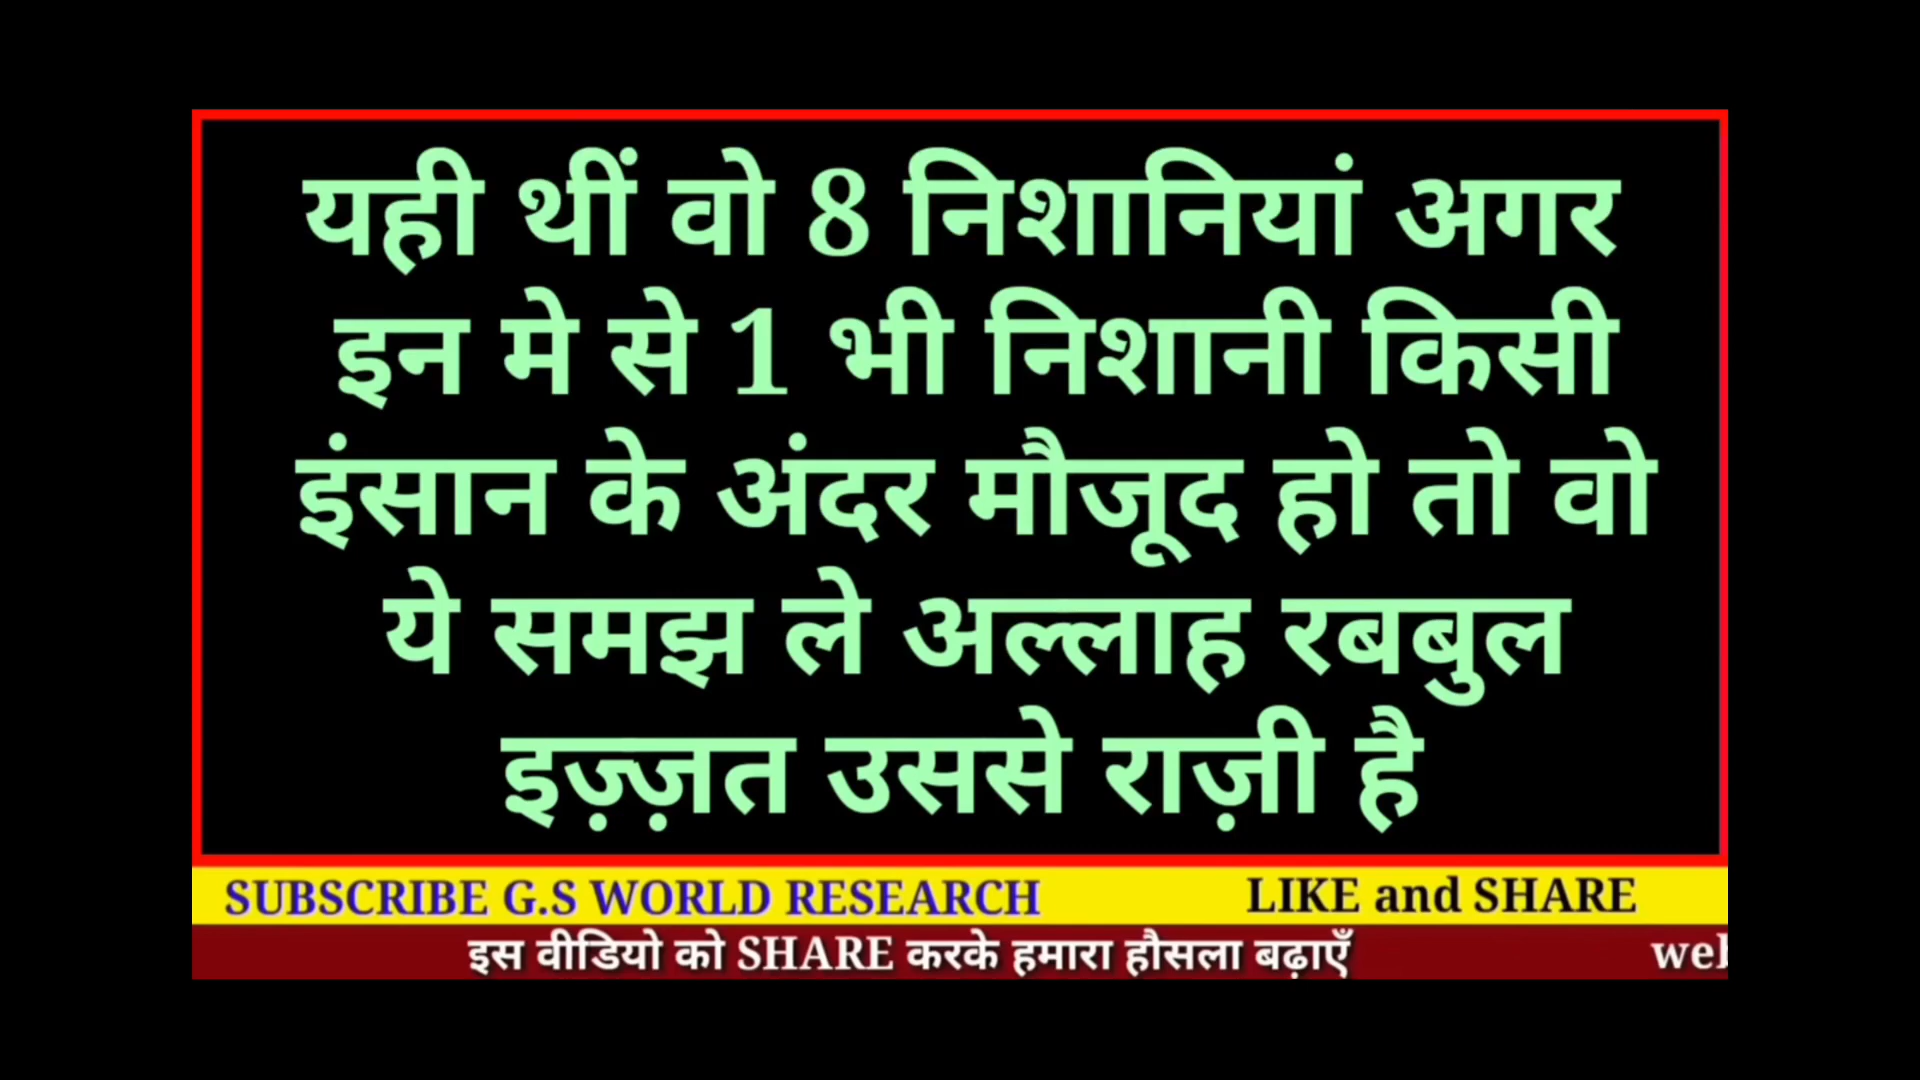 यही थीं वो 8 निशानियां अगर
इन मे से 1 भी निशानी किसी
इंसान के अंदर मौजूद हो तो वो
ये समझ ले अल्लाह रबबुल
इज़्ज़त उससे राज़ी है
SUBSCRIBE G.S WORLD RESEARCH LIKE and SHARE
इस वीडियो को SHARE करके हमारा हौसला बढ़ाएँ